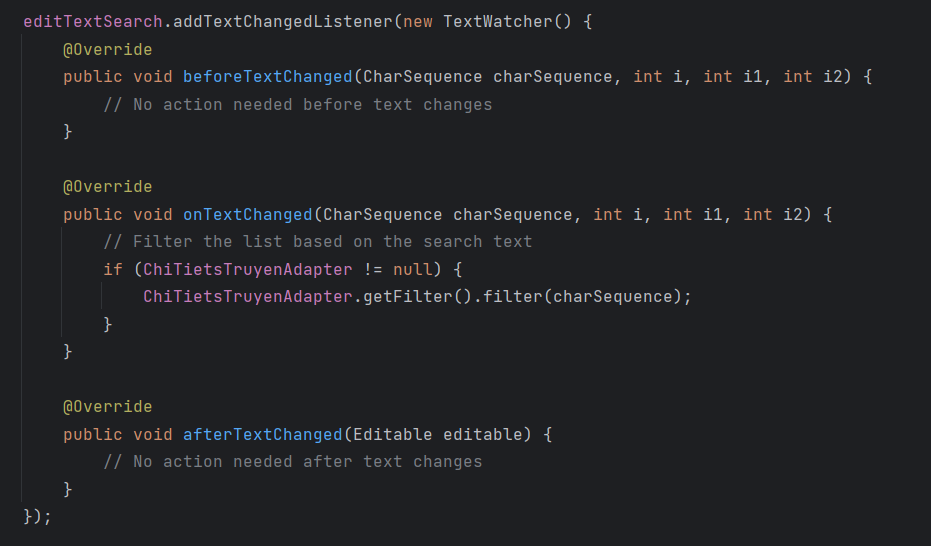 editTextSearch.addTextChangedListener(new TextWatcher() {
@Override
public void beforeTextChanged(CharSequence charSequence, int i, int i1, int i2) {
// No action needed before text changes
}
@Override
public void onTextChanged(CharSequence charSequence, int i, int i1, int i2) {
// Filter the list based on the search text
if (ChiTietsTruyenAdapter != null) {
ChiTietsTruyenAdapter.getFilter().filter(charSequence);
}
}
@Override
public void afterTextChanged(Editable editable) {
// No action needed after text changes
}
});